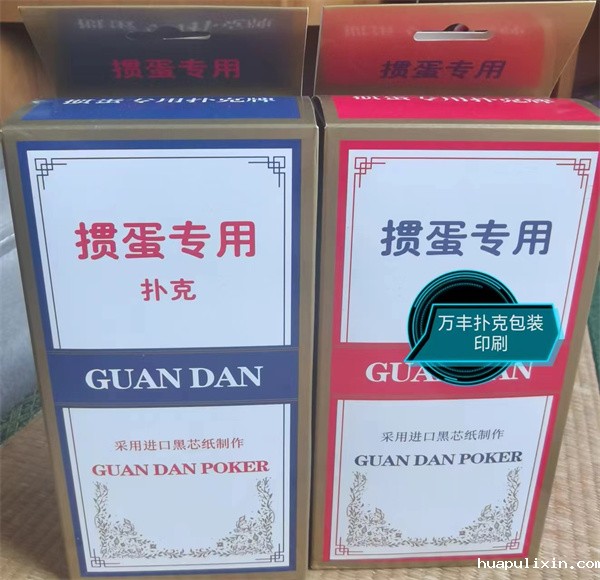 掼蛋专用
掼蛋专用
掼蛋专用
扑克
GUAN DAN
采用进口黑芯纸制作
GUAN DAN POKER
掼蛋专用
万丰扑克包装
印刷
采用进口黑芯纸制作
GUAN DAN POKER
huapulixin.com